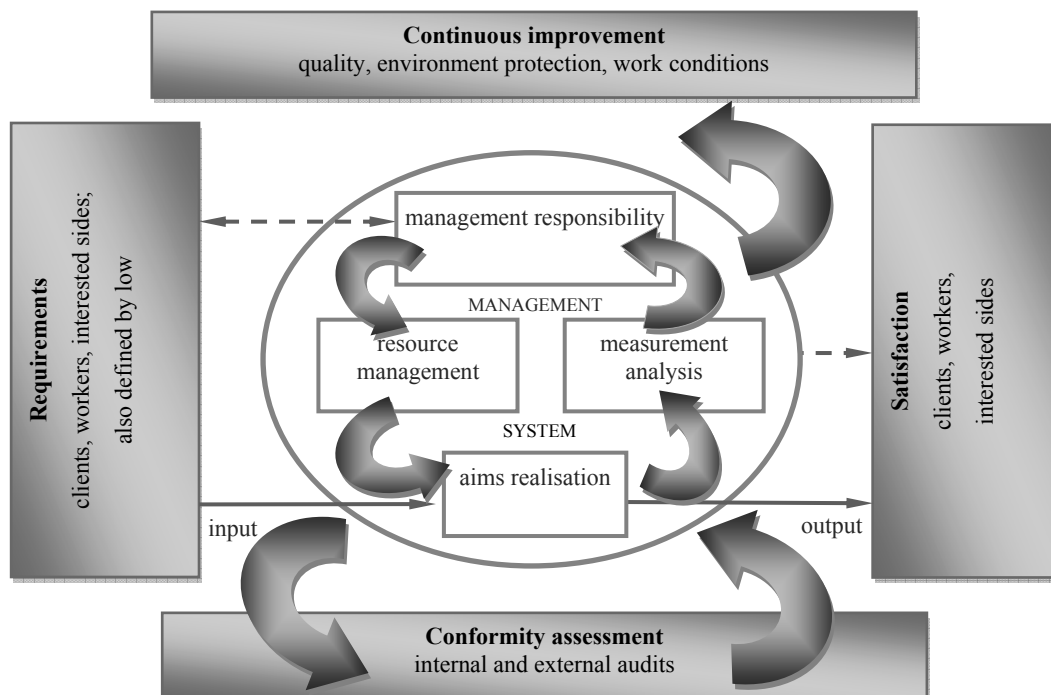 Continuous improvement
quality, environment protection, work conditions
Requirements
clients, workers, interested sides;
also defined by low
management responsibility
MANAGEMENT
resource
management
measurement
analysis
SYSTEM
aims realisation
input
output
Satisfaction
clients, workers,
interested sides
Conformity assessment
internal and external audits